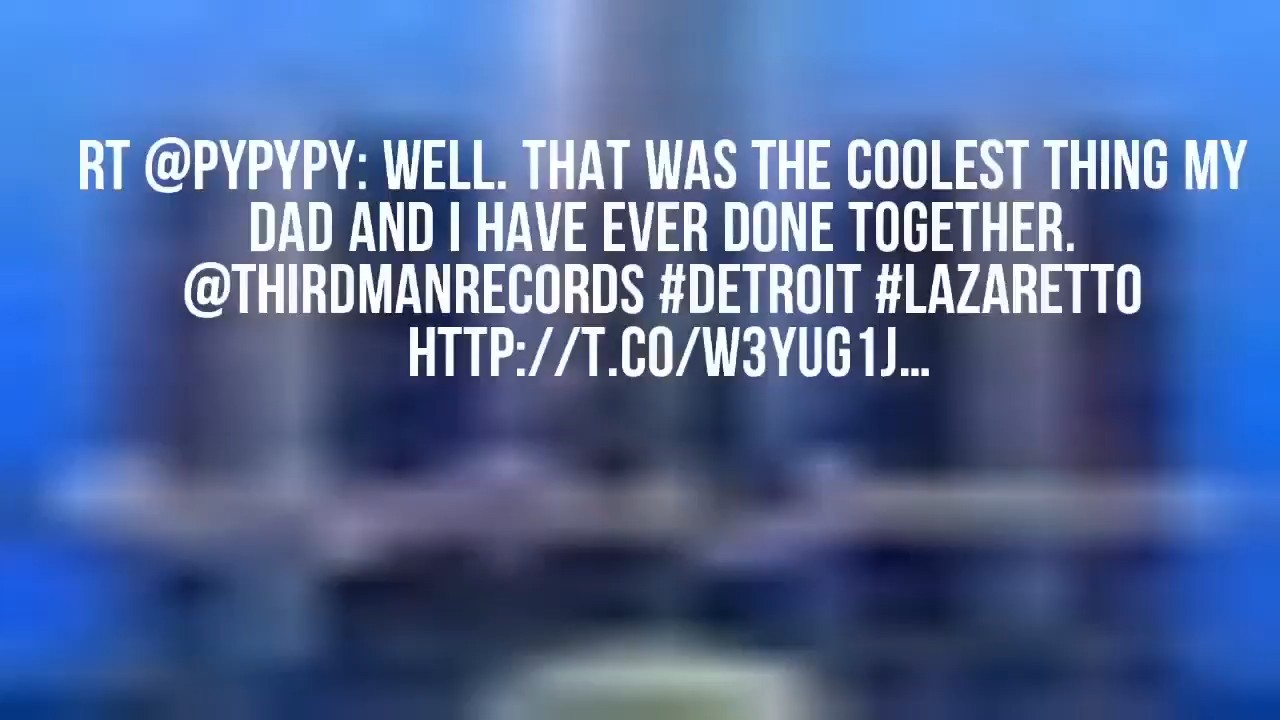 RT @PYPYPY: WELL. THAT WAS THE COOLEST THING MY
DAD AND I HAVE EVER DONE TOGETHER.
@THIRDMANRECORDS #DETROIT #LAZARETTO
HTTP://T.CO/W3YUG1J…